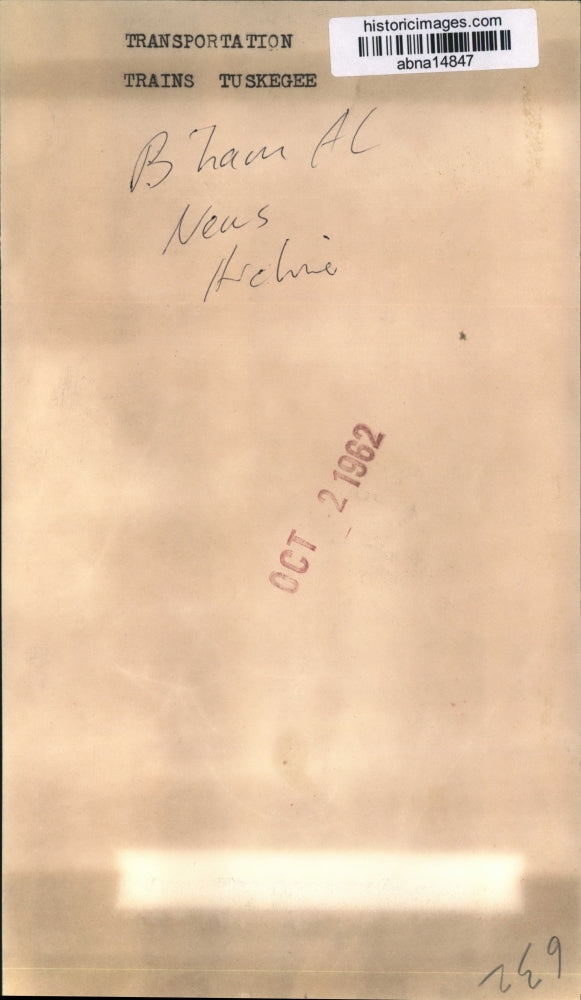 historicimages.com
abna14847
TRANSPORTATION
TRAINS TUSKEGEE
B'ham AL
News
Archive
OCT 2 1962